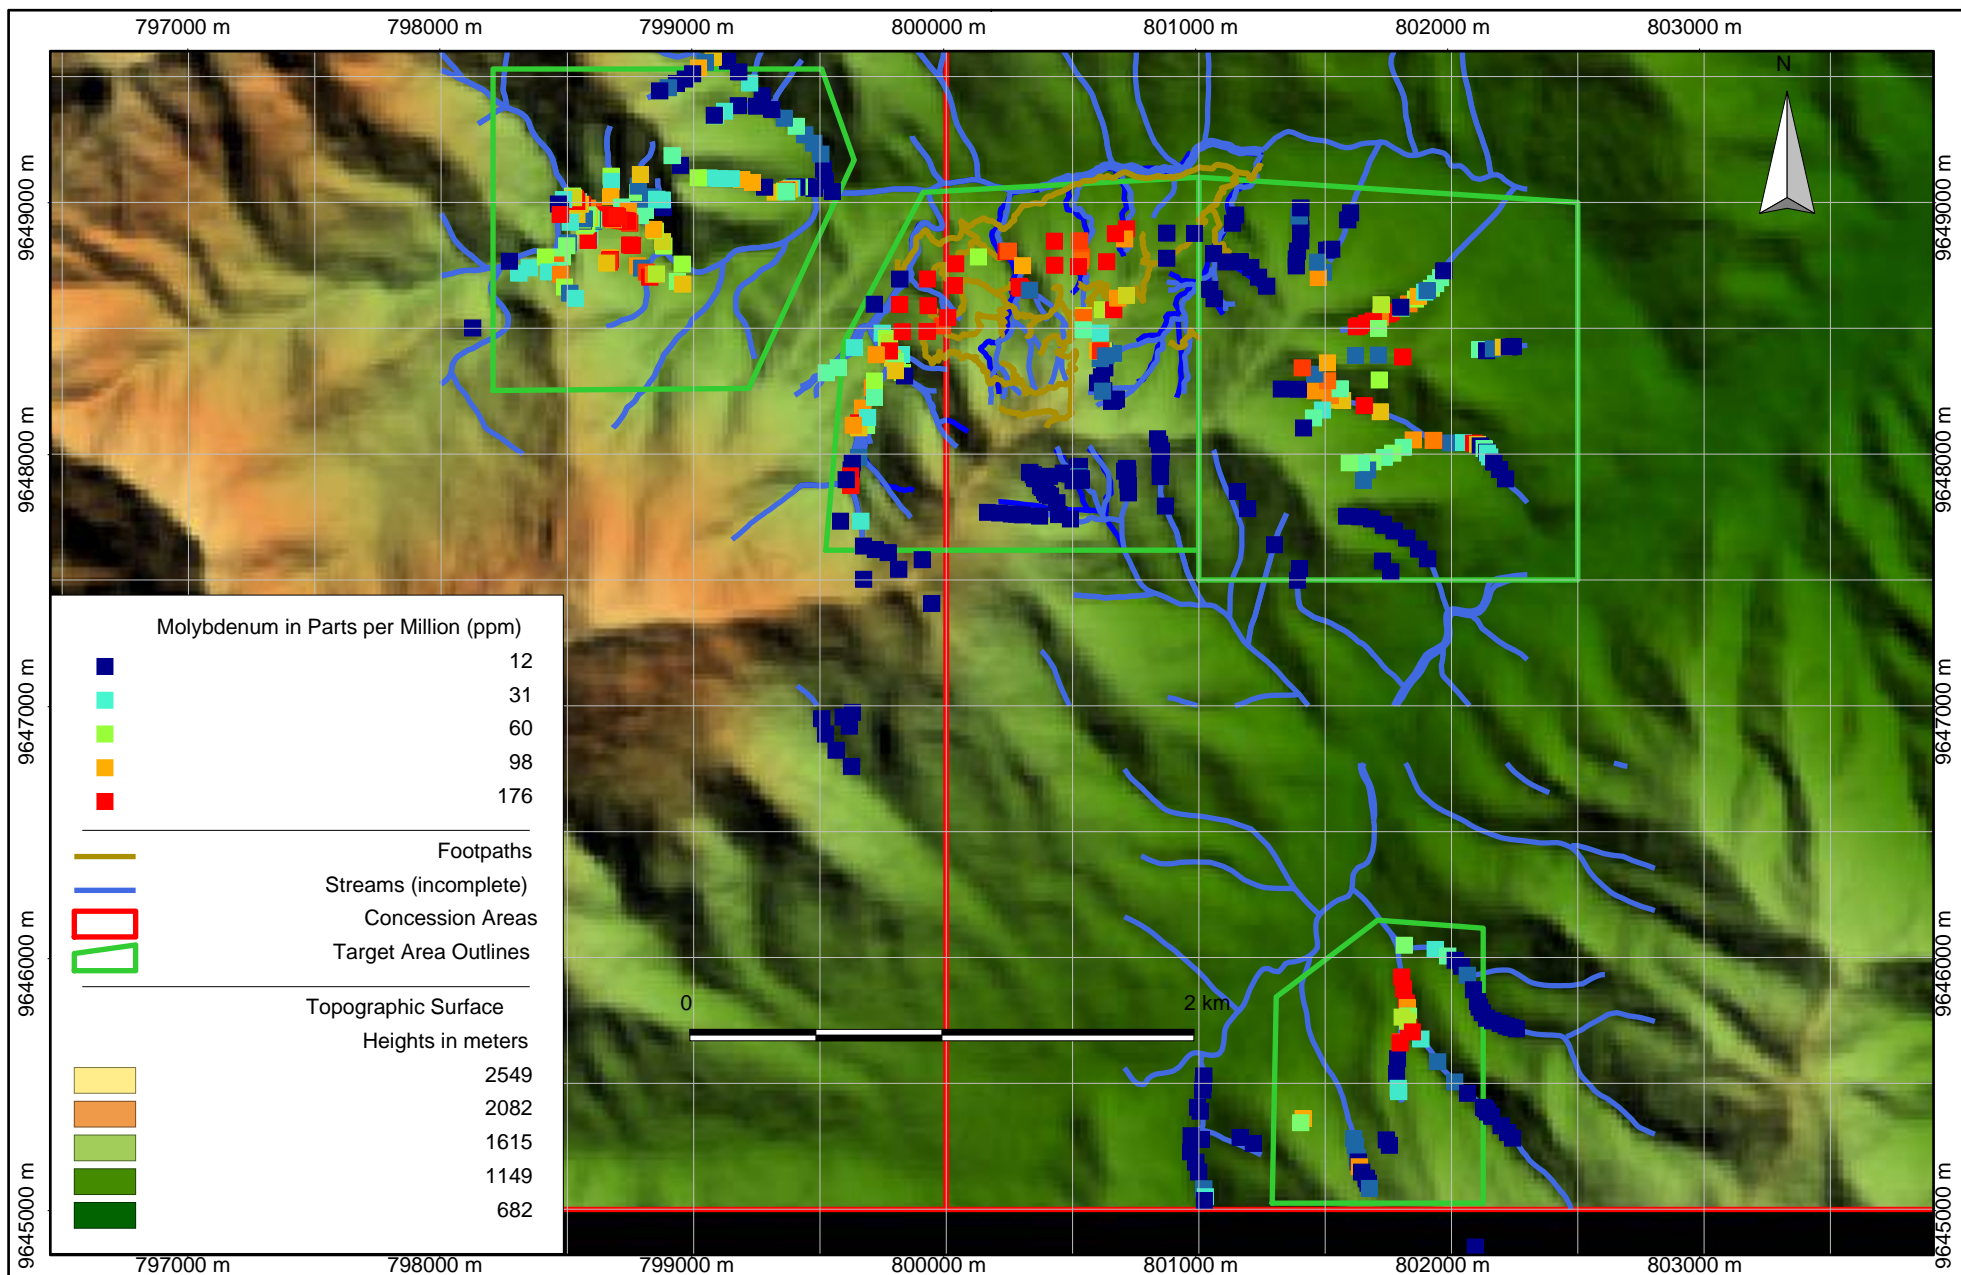 797000 m 798000 m 799000 m 800000 m 801000 m 802000 m 803000 m
N
9649000 m
9649000 m
9648000 m
9648000 m
Molybdenum in Parts per Million (ppm)
12
31
60
98
176
Footpaths
Streams (incomplete)
Concession Areas
Target Area Outlines
Topographic Surface
Heights in meters
2549
2082
1615
1149
682
9647000 m
9647000 m
9646000 m
9646000 m
0 2 km
9645000 m
9645000 m
797000 m 798000 m 799000 m 800000 m 801000 m 802000 m 803000 m